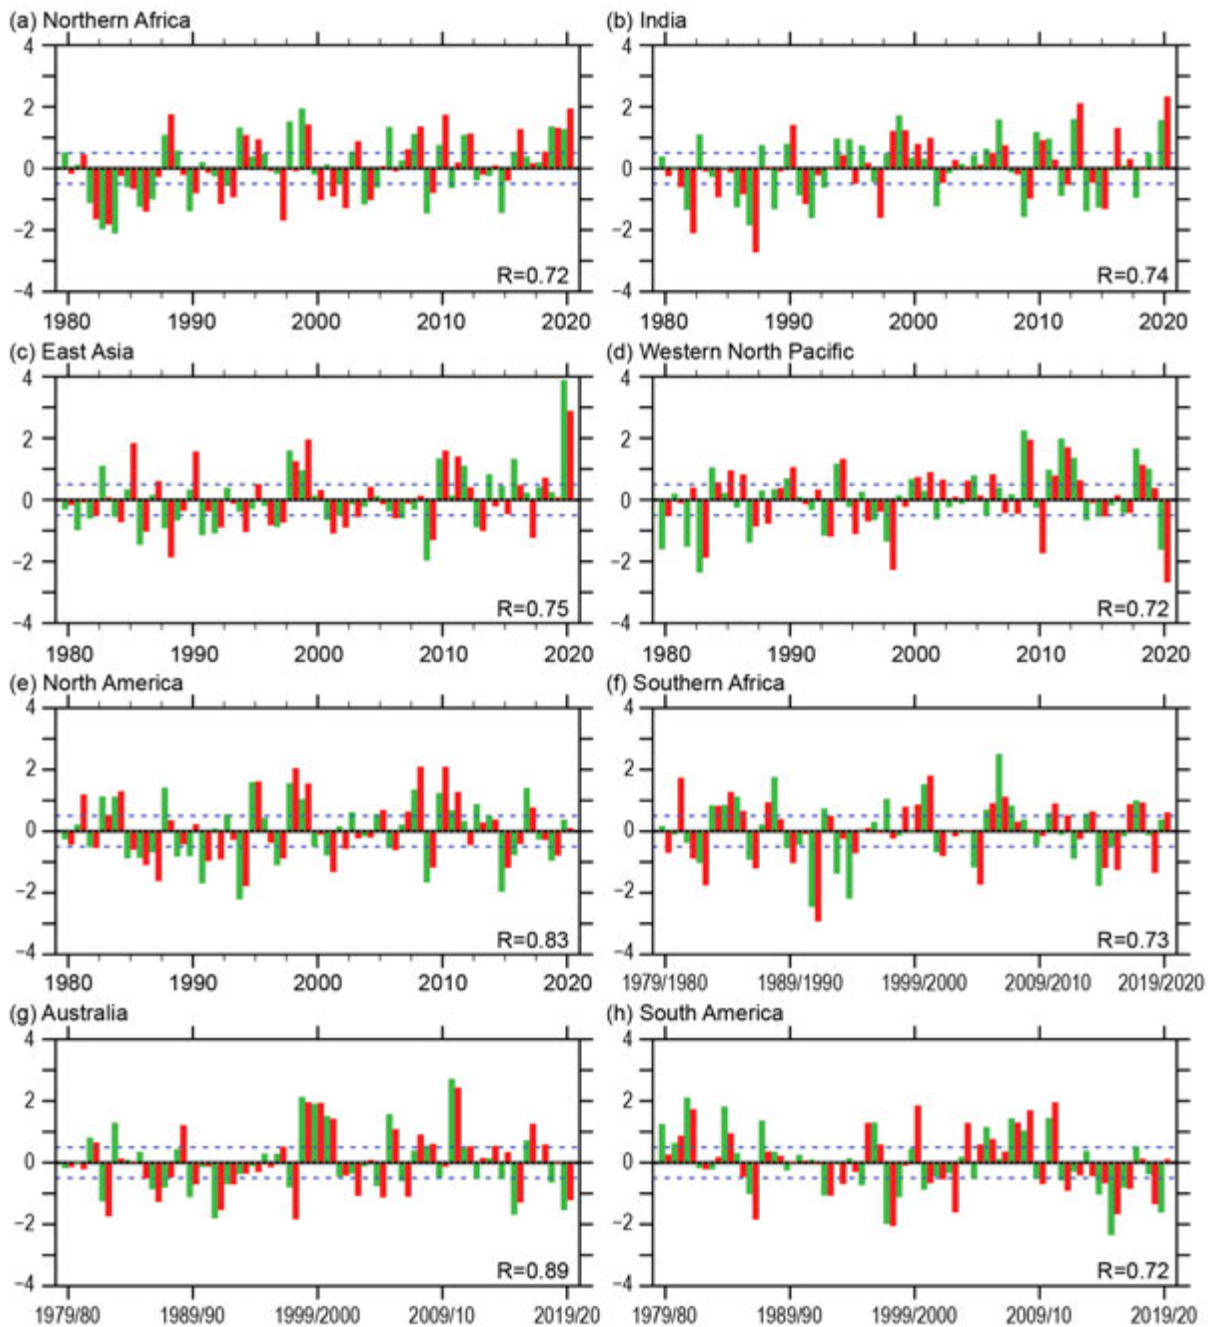 (a) Northern Africa
4
2
0
−2
−4
R=0.72
1980 1990 2000 2010 2020
(b) India
4
2
0
−2
−4
R=0.74
1980 1990 2000 2010 2020
(c) East Asia
4
2
0
−2
−4
R=0.75
1980 1990 2000 2010 2020
(d) Western North Pacific
4
2
0
−2
−4
R=0.72
1980 1990 2000 2010 2020
(e) North America
4
2
0
−2
−4
R=0.83
1980 1990 2000 2010 2020
(f) Southern Africa
4
2
0
−2
−4
R=0.73
1979/1980 1989/1990 1999/2000 2009/2010 2019/2020
(g) Australia
4
2
0
−2
−4
R=0.89
1979/80 1989/90 1999/2000 2009/10 2019/20
(h) South America
4
2
0
−2
−4
R=0.72
1979/80 1989/90 1999/2000 2009/10 2019/20